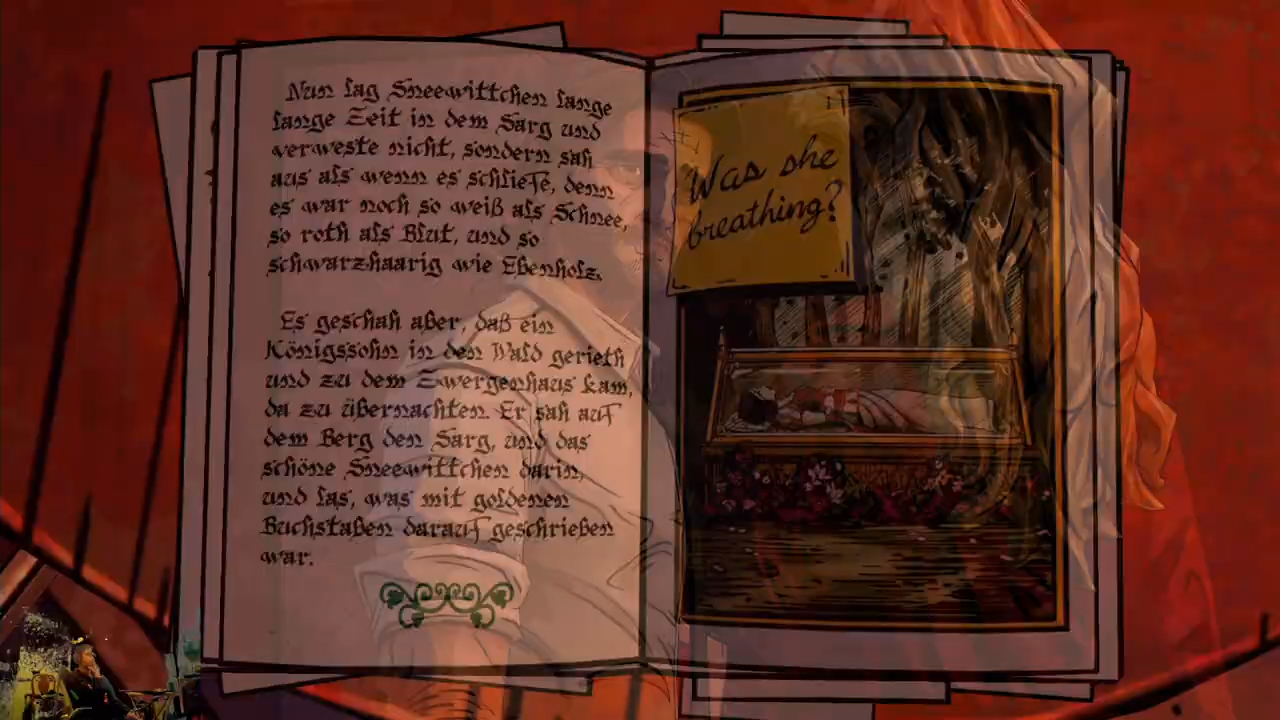 Nun lag Sneewittchen lange
lange Zeit in dem Sarg und
verweste nicht, sondern sah
aus als wenn es schliefe, denn
es war noch so weiß als Schnee,
so roth als Blut, und so
schwarzhaarig wie Ebenholz.
Es geschah aber, daß ein
Königssohn in den Wald gerieth
und zu dem Zwergenhaus kam,
da zu übernachten. Er sah auf
dem Berg den Sarg, und das
schöne Sneewittchen darin,
und las, was mit goldenen
Buchstaben darauf geschrieben
war.
Was she
breathing?